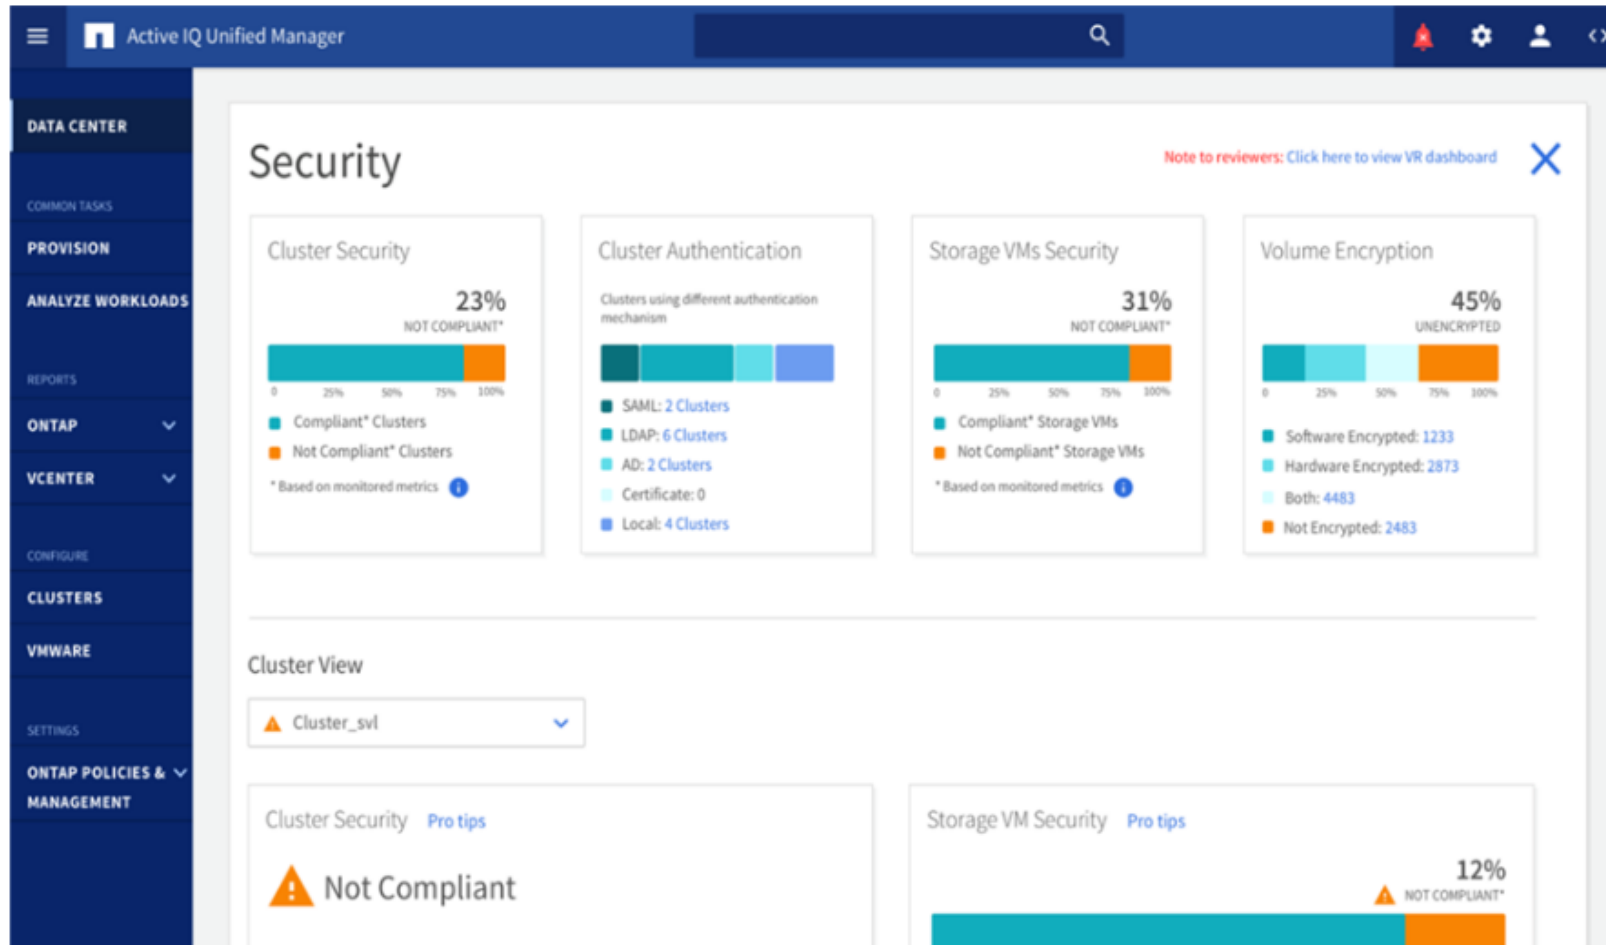 Active IQ Unified Manager
DATA CENTER
COMMON TASKS
PROVISION
ANALYZE WORKLOADS
REPORTS
ONTAP
VCENTER
CONFIGURE
CLUSTERS
VMWARE
SETTINGS
ONTAP POLICIES &
MANAGEMENT
Security
Note to reviewers: Click here to view VR dashboard
Cluster Security
23%
NOT COMPLIANT*
0 25% 50% 75% 100%
Compliant* Clusters
Not Compliant* Clusters
* Based on monitored metrics
Cluster Authentication
Clusters using different authentication
mechanism
SAML: 2 Clusters
LDAP: 6 Clusters
AD: 2 Clusters
Certificate: 0
Local: 4 Clusters
Storage VMs Security
31%
NOT COMPLIANT*
0 25% 50% 75% 100%
Compliant* Storage VMs
Not Compliant* Storage VMs
* Based on monitored metrics
Volume Encryption
45%
UNENCRYPTED
0 25% 50% 75% 100%
Software Encrypted: 1233
Hardware Encrypted: 2873
Both: 4483
Not Encrypted: 2483
Cluster View
Cluster_svl
Cluster Security Pro tips
Not Compliant
Storage VM Security Pro tips
12%
NOT COMPLIANT*